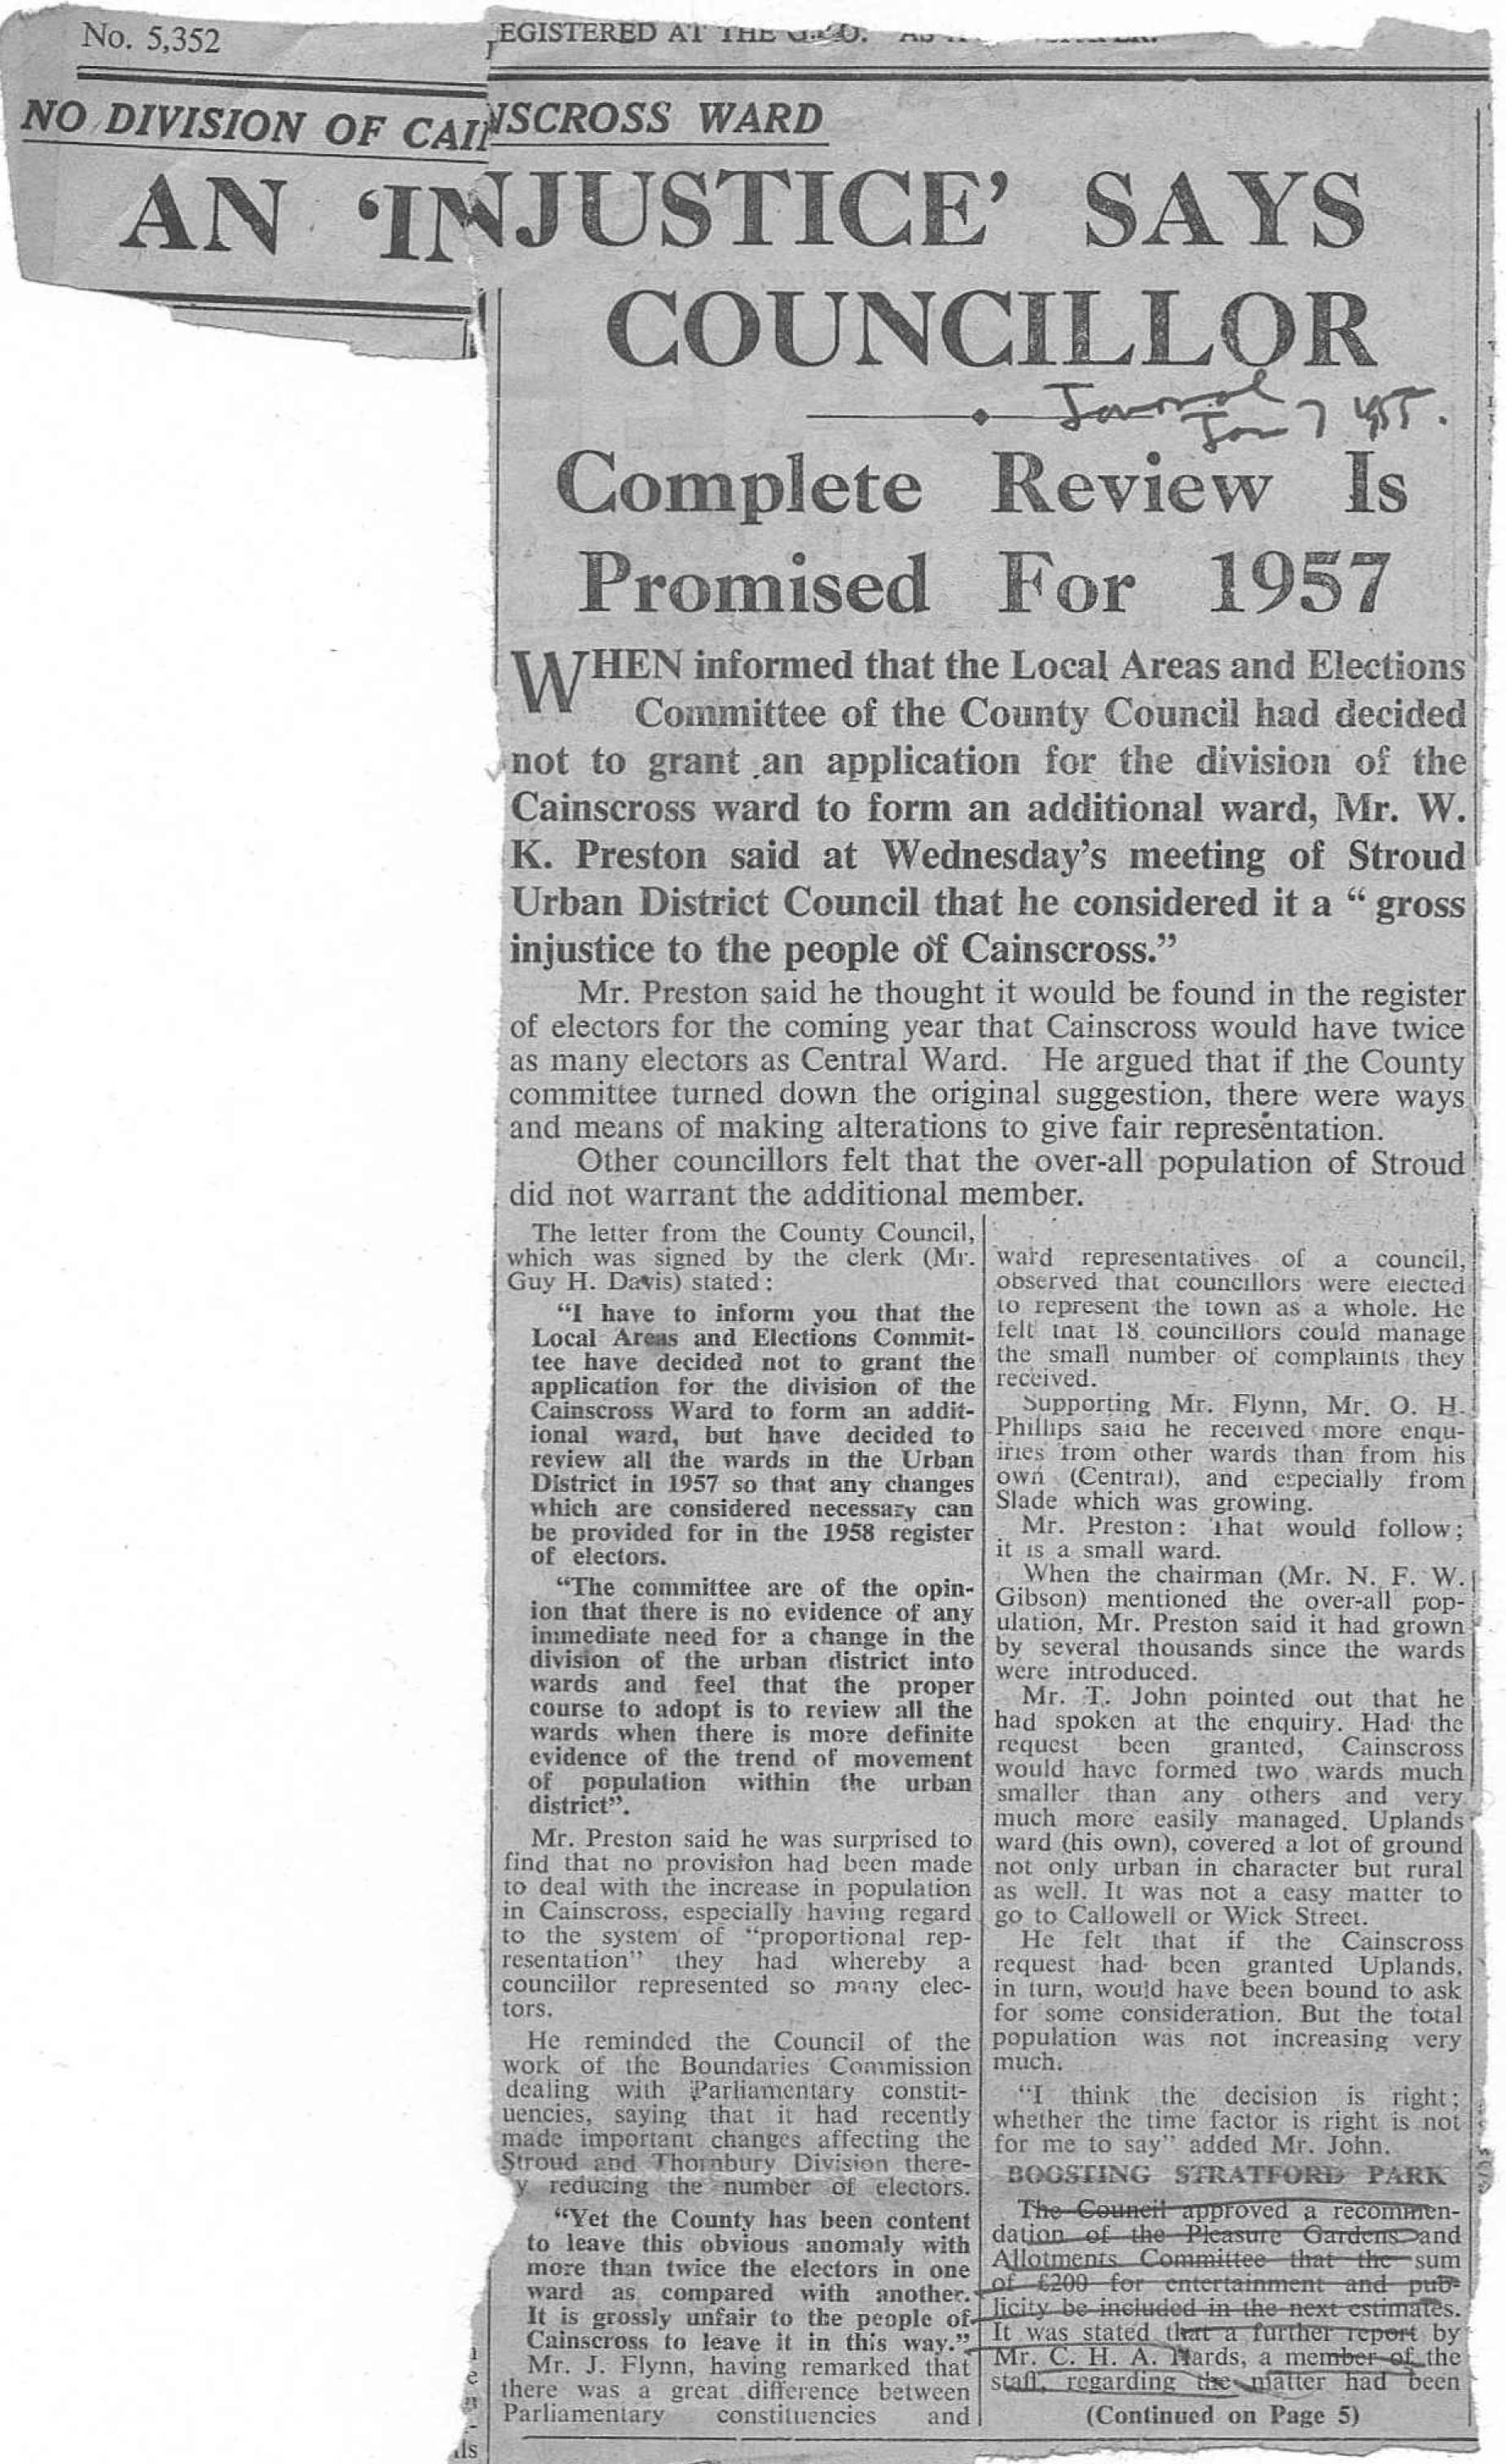 No. 5,352
EGISTERED AT THE G.P.O. AS A
NO DIVISION OF CAINSCROSS WARD
AN ‘INJUSTICE’ SAYS
COUNCILLOR
Journal
Jan 7 1955.
Complete Review Is
Promised For 1957
WHEN informed that the Local Areas and Elections
Committee of the County Council had decided
not to grant an application for the division of the
Cainscross ward to form an additional ward, Mr. W.
K. Preston said at Wednesday’s meeting of Stroud
Urban District Council that he considered it a “ gross
injustice to the people of Cainscross.”
Mr. Preston said he thought it would be found in the register
of electors for the coming year that Cainscross would have twice
as many electors as Central Ward. He argued that if the County
committee turned down the original suggestion, there were ways
and means of making alterations to give fair representation.
Other councillors felt that the over-all population of Stroud
did not warrant the additional member.
The letter from the County Council,
which was signed by the clerk (Mr.
Guy H. Davis) stated :
“I have to inform you that the
Local Areas and Elections Commit-
tee have decided not to grant the
application for the division of the
Cainscross Ward to form an addit-
ional ward, but have decided to
review all the wards in the Urban
District in 1957 so that any changes
which are considered necessary can
be provided for in the 1958 register
of electors.
“The committee are of the opin-
ion that there is no evidence of any
immediate need for a change in the
division of the urban district into
wards and feel that the proper
course to adopt is to review all the
wards when there is more definite
evidence of the trend of movement
of population within the urban
district”.
Mr. Preston said he was surprised to
find that no provision had been made
to deal with the increase in population
in Cainscross, especially having regard
to the system of “proportional rep-
resentation” they had whereby a
councillor represented so many elec-
tors.
He reminded the Council of the
work of the Boundaries Commission
dealing with Parliamentary constit-
uencies, saying that it had recently
made important changes affecting the
Stroud and Thornbury Division there-
y reducing the number of electors.
“Yet the County has been content
to leave this obvious anomaly with
more than twice the electors in one
ward as compared with another.
It is grossly unfair to the people of
Cainscross to leave it in this way.”
Mr. J. Flynn, having remarked that
there was a great difference between
Parliamentary constituencies and
ward representatives of a council,
observed that councillors were elected
to represent the town as a whole. He
felt that 18 councillors could manage
the small number of complaints they
received.
Supporting Mr. Flynn, Mr. O. H.
Phillips said he received more enqu-
iries from other wards than from his
own (Central), and especially from
Slade which was growing.
Mr. Preston : That would follow ;
it is a small ward.
When the chairman (Mr. N. F. W.
Gibson) mentioned the over-all pop-
ulation, Mr. Preston said it had grown
by several thousands since the wards
were introduced.
Mr. T. John pointed out that he
had spoken at the enquiry. Had the
request been granted, Cainscross
would have formed two wards much
smaller than any others and very
much more easily managed. Uplands
ward (his own), covered a lot of ground
not only urban in character but rural
as well. It was not a easy matter to
go to Callowell or Wick Street.
He felt that if the Cainscross
request had been granted Uplands,
in turn, would have been bound to ask
for some consideration. But the total
population was not increasing very
much.
“I think the decision is right ;
whether the time factor is right is not
for me to say” added Mr. John.
BOOSTING STRATFORD PARK
The Council approved a recommen-
dation of the Pleasure Gardens and
Allotments Committee that the sum
of £200 for entertainment and pub-
licity be included in the next estimates.
It was stated that a further report by
Mr. C. H. A. Nards, a member of the
staff, regarding the matter had been
(Continued on Page 5)